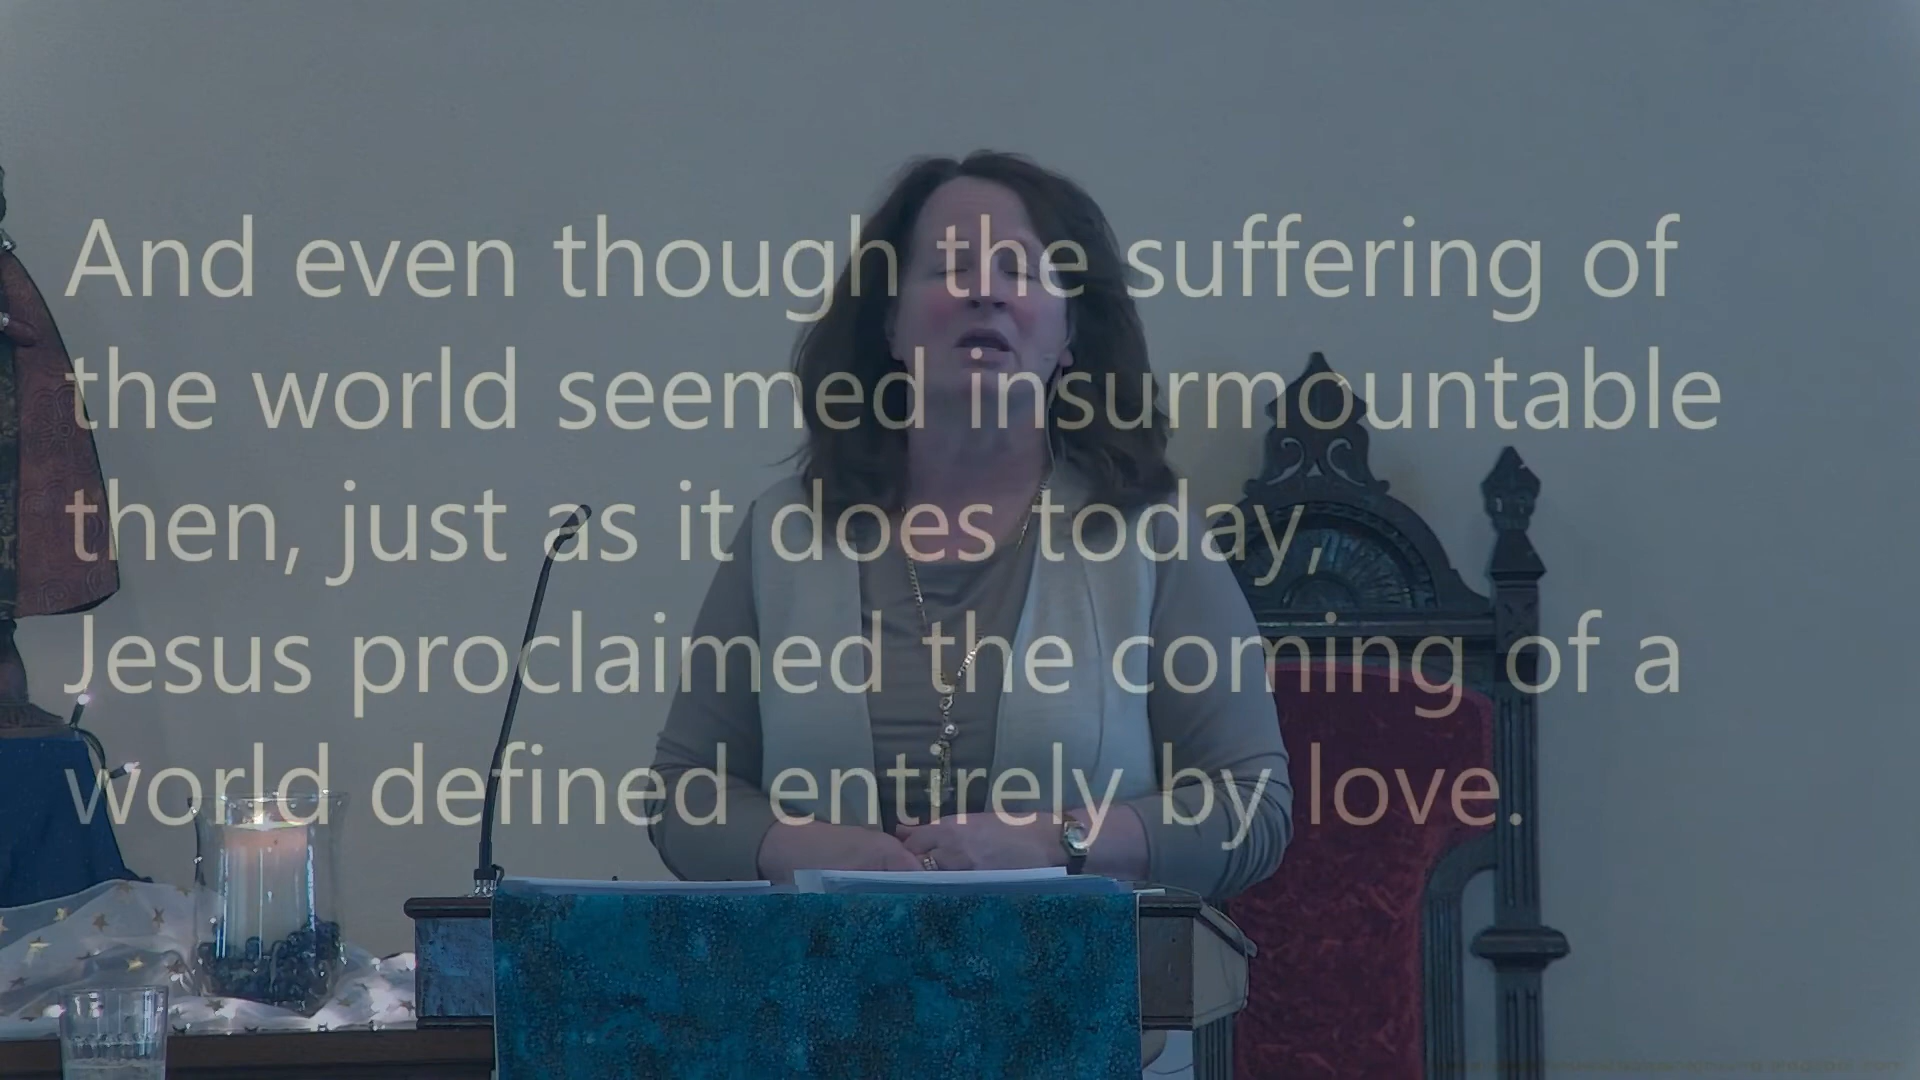 And even though the suffering of
the world seemed insurmountable
then, just as it does today,
Jesus proclaimed the coming of a
world defined entirely by love.